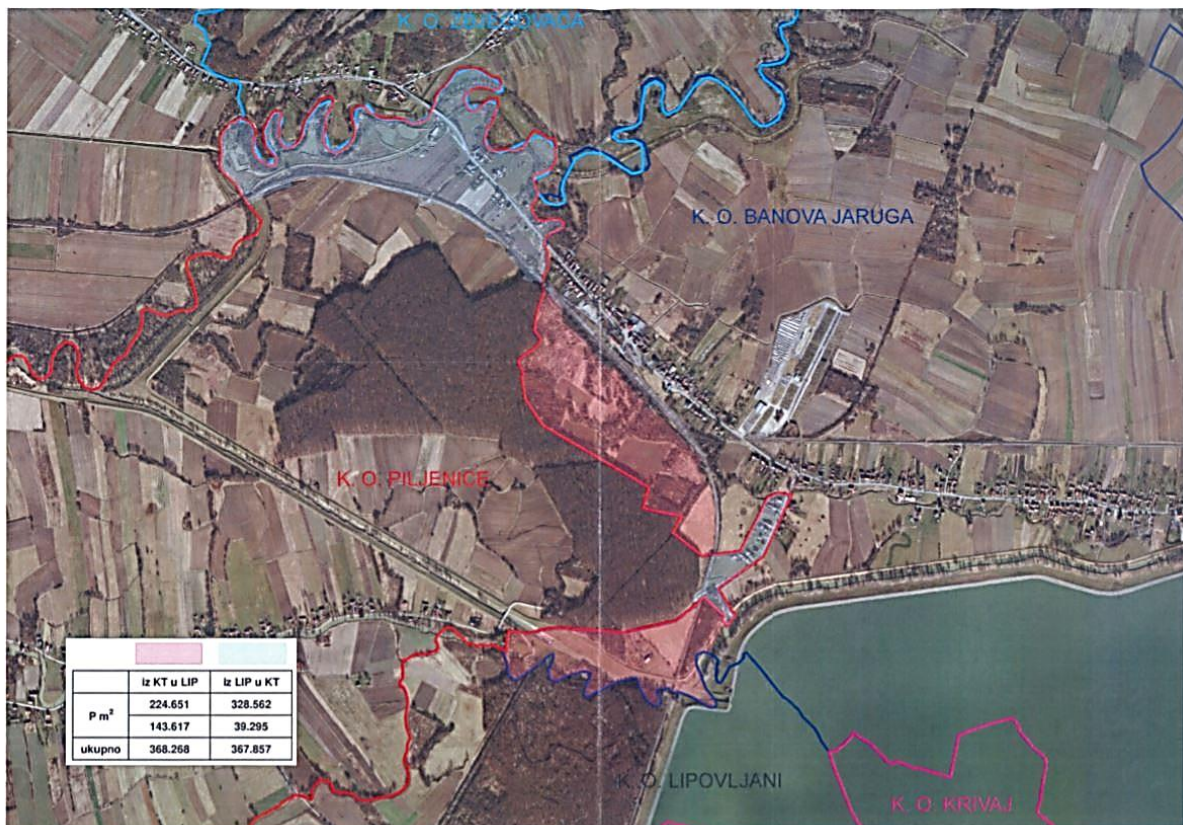 K. O. ZBJEGOVAČA
K. O. BANOVA JARUGA
K. O. PILJENICE
iz KT u LIP iz LIP u KT
P m² 224.651 328.562
143.617 39.295
ukupno 368.268 367.857
K. O. LIPOVLJANI
K. O. KRIVAJ